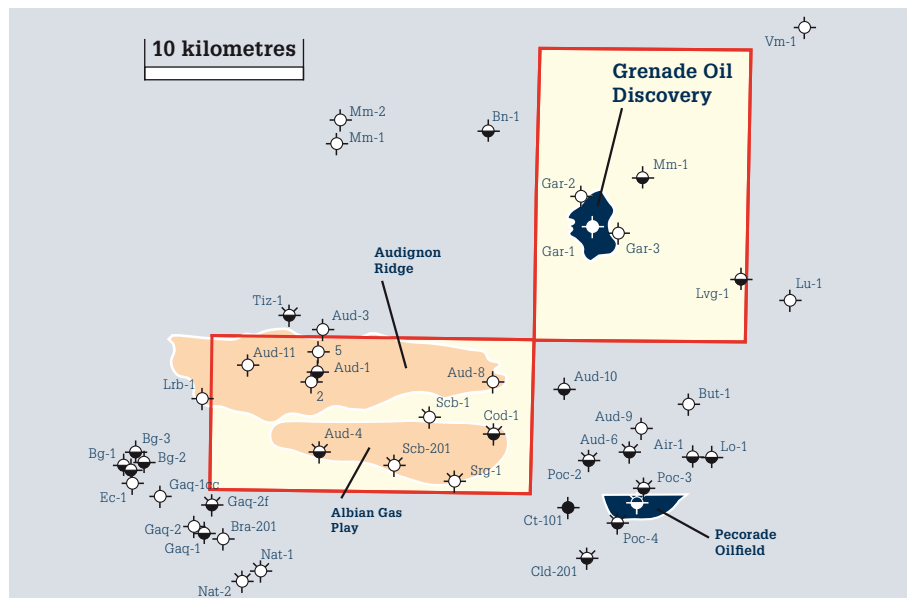 Vm-1
10 kilometres
Grenade Oil
Discovery
Mm-2
Bn-1
Mm-1
Mm-1
Gar-2
Gar-1
Gar-3
Audignon
Ridge
Lvg-1
Lu-1
Tiz-1
Aud-3
5
Aud-11
Aud-1
Aud-8
Aud-10
Lrb-1
2
Scb-1
But-1
Cod-1
Aud-9
Aud-4
Aud-6
Air-1
Lo-1
Bg-3
Bg-1
Bg-2
Scb-201
Poc-2
Srg-1
Poc-3
Ec-1
Gaq-1cc
Gaq-2f
Albian Gas
Play
Ct-101
Gaq-2
Bra-201
Gaq-1
Poc-4
Pecorade
Oilfield
Nat-1
Cld-201
Nat-2